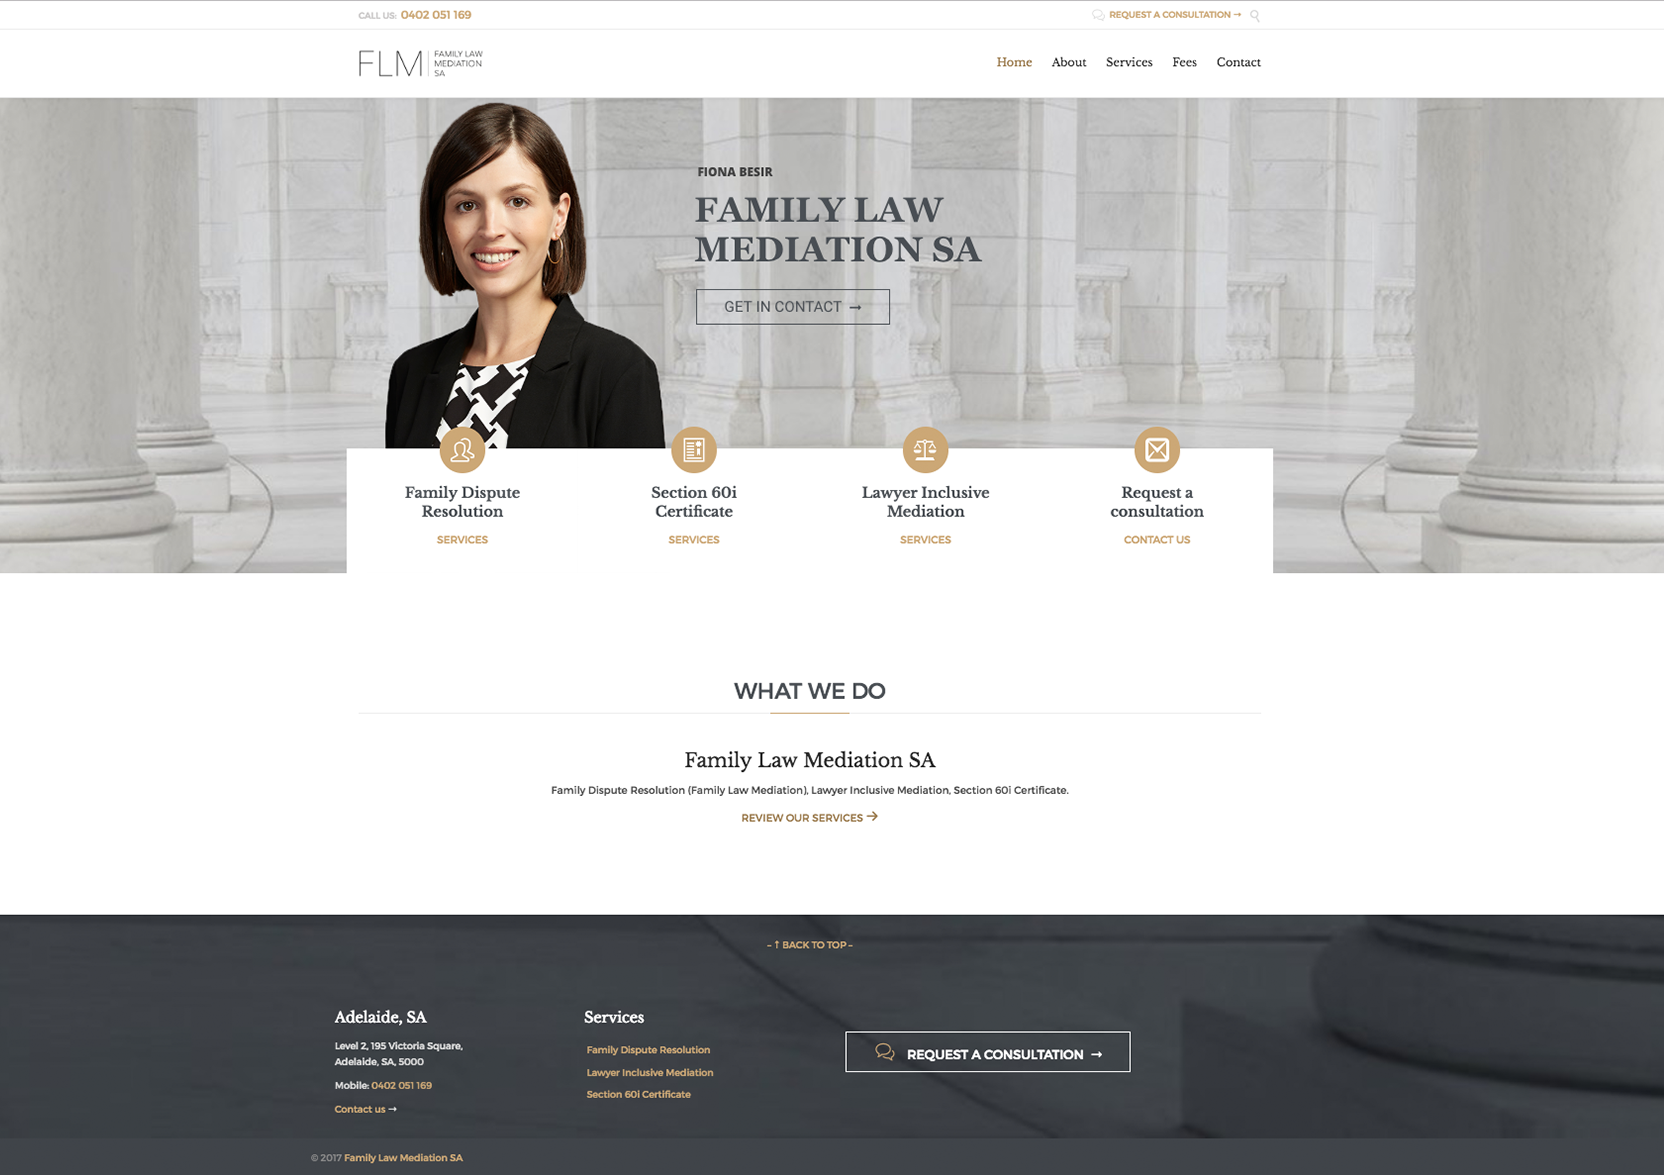 CALL US: 0402 051 169
REQUEST A CONSULTATION →
FLM
FAMILY LAW
MEDIATION
SA
Home
About
Services
Fees
Contact
FIONA BESIR
FAMILY LAW
MEDIATION SA
GET IN CONTACT →
Family Dispute
Resolution
SERVICES
Section 60i
Certificate
SERVICES
Lawyer Inclusive
Mediation
SERVICES
Request a
consultation
CONTACT US
WHAT WE DO
Family Law Mediation SA
Family Dispute Resolution (Family Law Mediation), Lawyer Inclusive Mediation, Section 60i Certificate.
REVIEW OUR SERVICES →
– ↑ BACK TO TOP –
Adelaide, SA
Level 2, 195 Victoria Square,
Adelaide, SA, 5000
Mobile: 0402 051 169
Contact us →
Services
Family Dispute Resolution
Lawyer Inclusive Mediation
Section 60i Certificate
REQUEST A CONSULTATION →
© 2017 Family Law Mediation SA